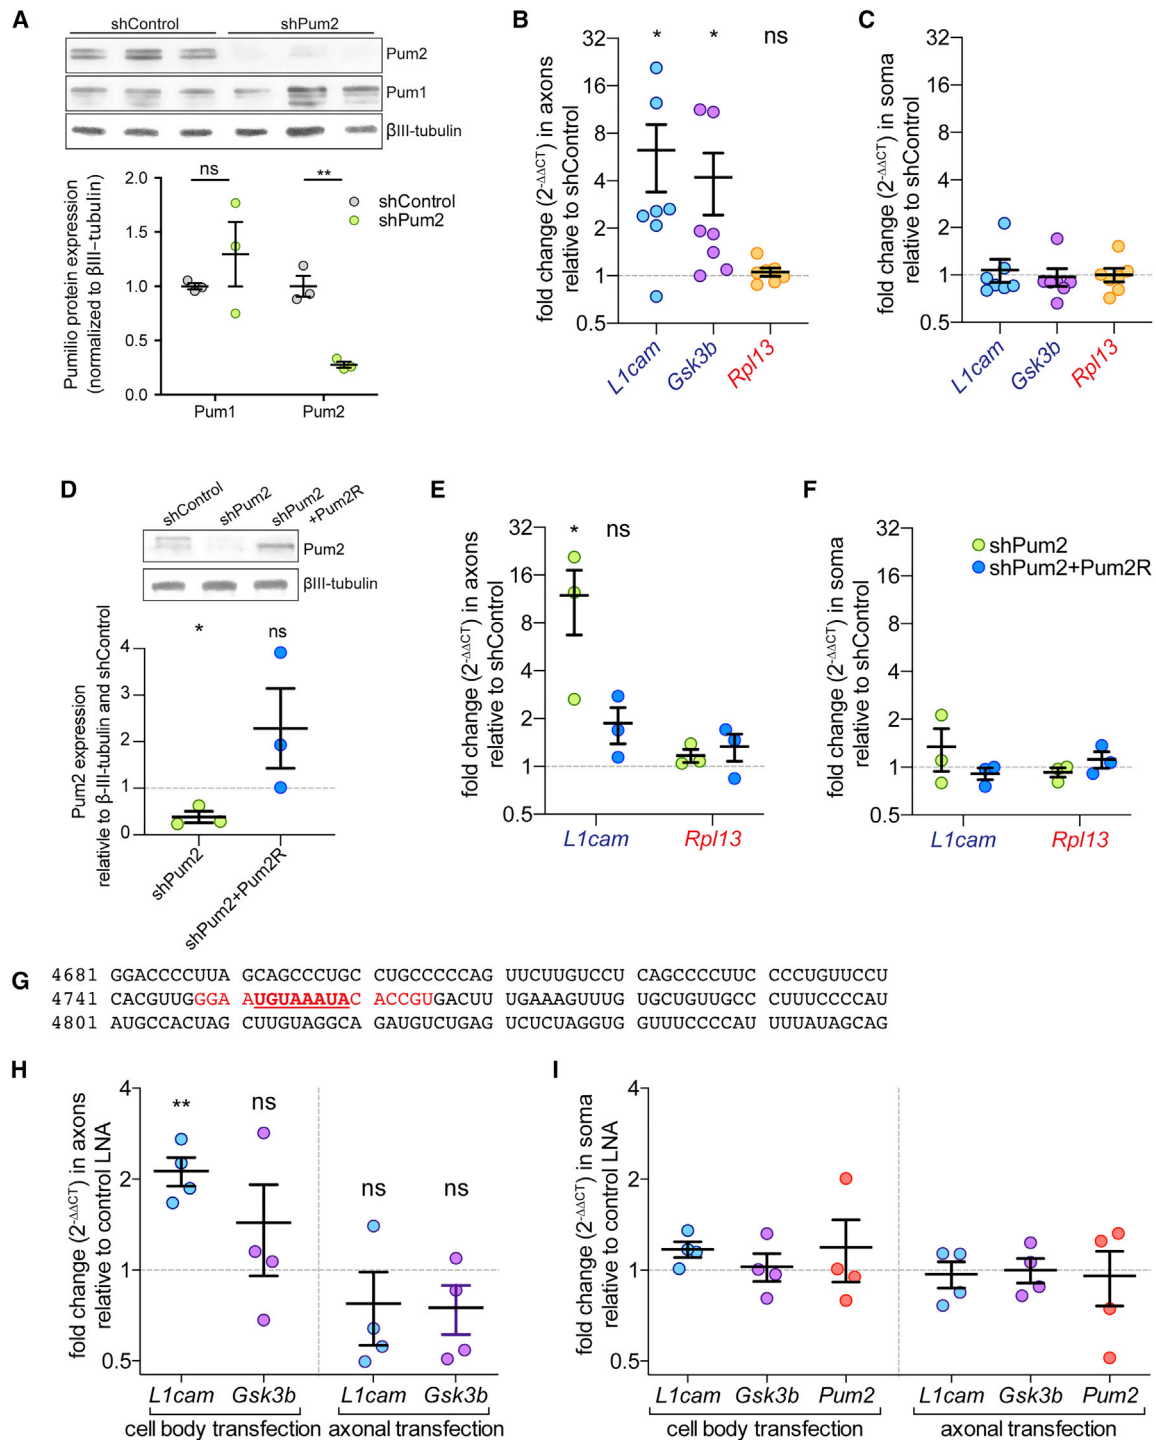 A
shControl shPum2
Pum2
Pum1
βIII-tubulin
Pumilio protein expression
(normalized to βIII-tubulin)
2.0
1.5
1.0
0.5
0.0
ns
**
shControl
shPum2
Pum1 Pum2
B
fold change (2-ΔΔCT) in axons
relative to shControl
32
16
8
4
2
1
0.5
* * ns
L1cam Gsk3b Rpl13
C
fold change (2-ΔΔCT) in soma
relative to shControl
32
16
8
4
2
1
0.5
L1cam Gsk3b Rpl13
D
shControl shPum2 shPum2
+Pum2R
Pum2
βIII-tubulin
Pum2 expression
relativle to β-III-tubulin and shControl
4
3
2
1
0
* ns
shPum2 shPum2+Pum2R
E
fold change (2-ΔΔCT) in axons
relative to shControl
32
16
8
4
2
1
0.5
* ns
L1cam Rpl13
F
fold change (2-ΔΔCT) in soma
relative to shControl
32
16
8
4
2
1
0.5
shPum2
shPum2+Pum2R
L1cam Rpl13
G
4681 GGACCCCUUA GCAGCCCUGC CUGCCCCCAG UUCUUGUCCU CAGCCCCUUC CCCUGUUCCU
4741 CACGUUGGGA AUGUAAAUAC ACCGUGACUU UGAAAGUUUG UGCUGUUGCC CUUUCCCCAU
4801 AUGCCACUAG CUUGUAGGCA GAUGUCUGAG UCUCUAGGUG GUUUCCCCAU UUUAUAGCAG
H
fold change (2-ΔΔCT) in axons
relative to control LNA
4
2
1
0.5
** ns ns ns
L1cam Gsk3b L1cam Gsk3b
cell body transfection axonal transfection
I
fold change (2-ΔΔCT) in soma
relative to control LNA
4
2
1
0.5
L1cam Gsk3b Pum2 L1cam Gsk3b Pum2
cell body transfection axonal transfection